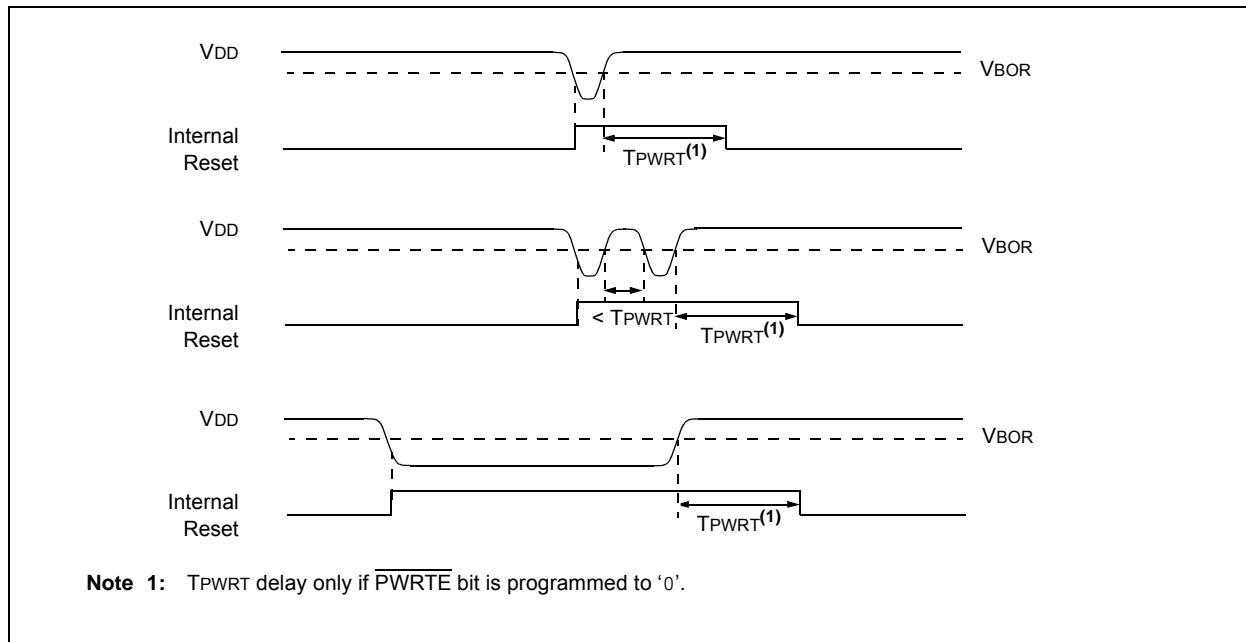 VDD
VBOR
Internal
Reset
TPWRT(1)
VDD
VBOR
Internal
Reset
< TPWRT
TPWRT(1)
VDD
VBOR
Internal
Reset
TPWRT(1)
Note 1: TPWRT delay only if PWRTE bit is programmed to ‘0’.